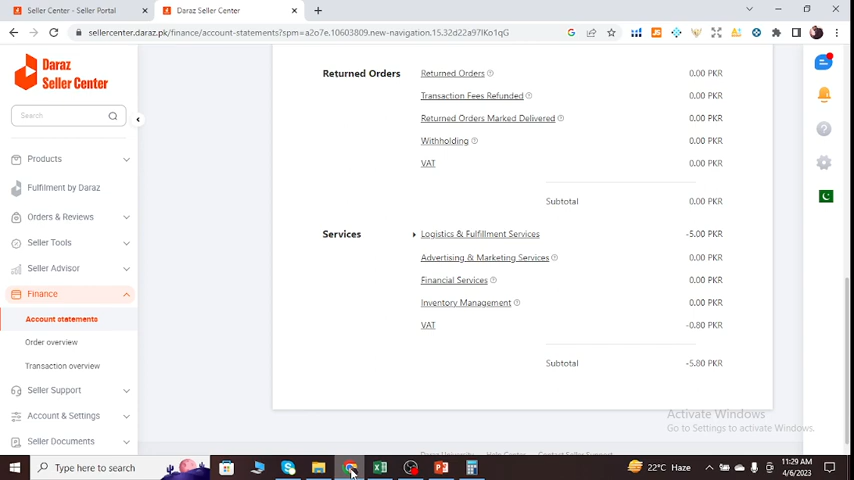 Seller Center - Seller Portal
Daraz Seller Center
sellercenter.daraz.pk/finance/account-statements?spm=a2o7e.10603809.new-navigation.15.32d22a97IKo1qG
Daraz
Seller Center
Search
Products
Fulfilment by Daraz
Orders & Reviews
Seller Tools
Seller Advisor
Finance
Account statements
Order overview
Transaction overview
Seller Support
Account & Settings
Seller Documents
Returned Orders
Returned Orders 0.00 PKR
Transaction Fees Refunded 0.00 PKR
Returned Orders Marked Delivered 0.00 PKR
Withholding 0.00 PKR
VAT 0.00 PKR
Subtotal 0.00 PKR
Services
Logistics & Fulfillment Services -5.00 PKR
Advertising & Marketing Services 0.00 PKR
Financial Services 0.00 PKR
Inventory Management 0.00 PKR
VAT -0.80 PKR
Subtotal -5.80 PKR
Activate Windows
Go to Settings to activate Windows.
Type here to search
22°C Haze
11:29 AM
4/6/2023